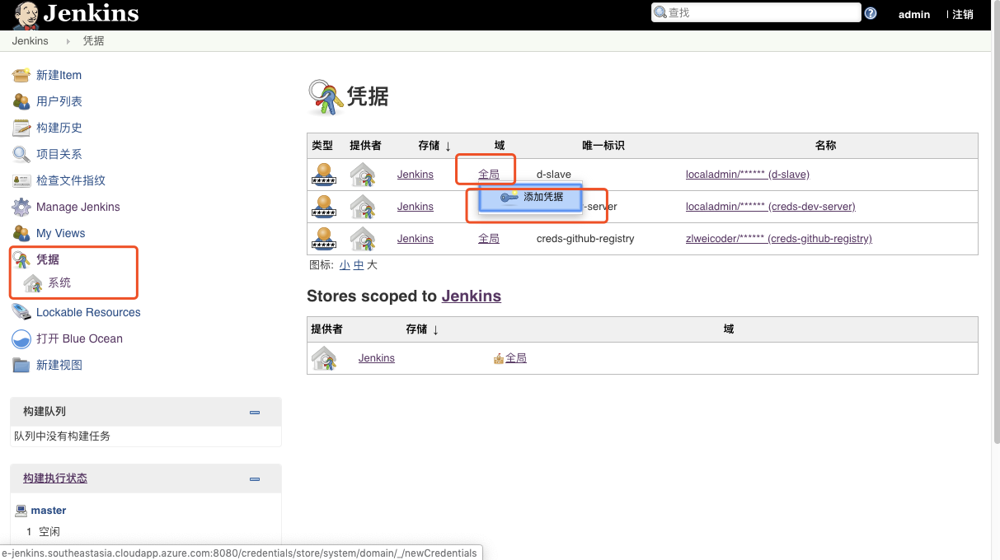 Jenkins
查找
admin
| 注销
Jenkins
凭据
新建Item
用户列表
构建历史
项目关系
检查文件指纹
Manage Jenkins
My Views
凭据
系统
Lockable Resources
打开 Blue Ocean
新建视图
构建队列
队列中没有构建任务
构建执行状态
master
1 空闲
凭据
类型 提供者 存储 ↓ 域 唯一标识 名称
Jenkins 全局 d-slave localadmin/****** (d-slave)
添加凭据
Jenkins -server localadmin/****** (creds-dev-server)
Jenkins 全局 creds-github-registry zlweicoder/****** (creds-github-registry)
图标: 小 中 大
Stores scoped to Jenkins
提供者 存储 ↓ 域
Jenkins 全局
e-jenkins.southeastasia.cloudapp.azure.com:8080/credentials/store/system/domain/_/newCredentials